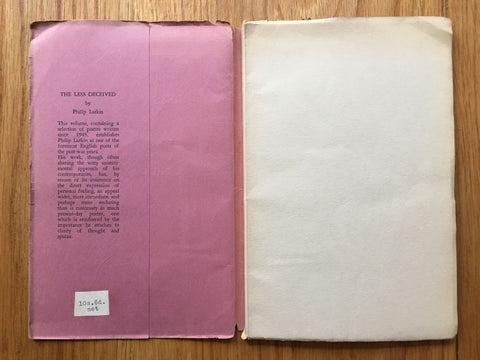 THE LESS DECEIVED
by
Philip Larkin
This volume, containing a
selection of poems written
since 1945, establishes
Philip Larkin as one of the
foremost English poets of
the post-war years.
His work, though often
sharing the witty unsenti-
mental approach of his
contemporaries, has, by
reason of its insistence on
the direct expression of
personal feeling, an appeal
wider, more immediate, and
perhaps more enduring
than is customary in much
present-day poetry, one
which is reinforced by the
importance he attaches to
clarity of thought and
syntax.
10s.6d.
net